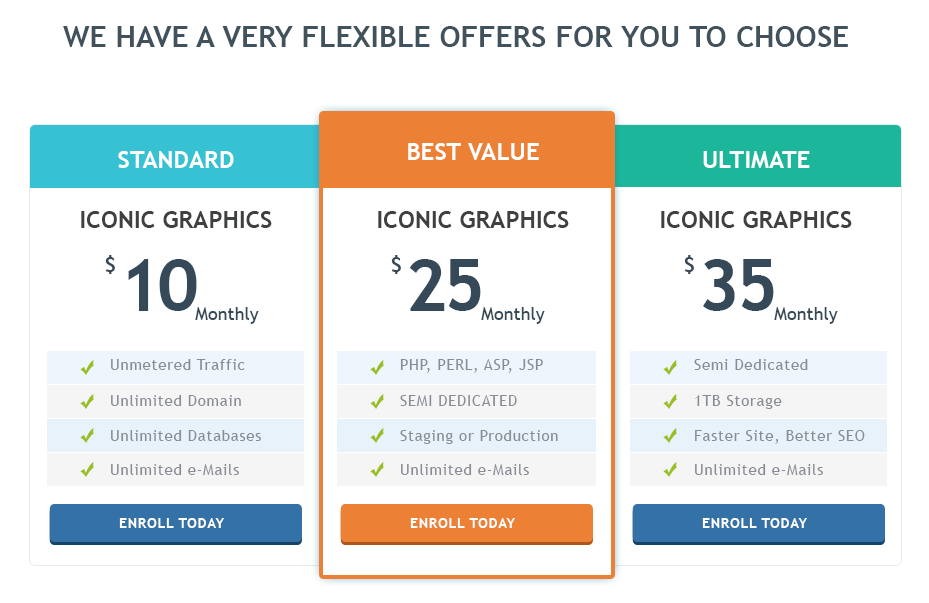 WE HAVE A VERY FLEXIBLE OFFERS FOR YOU TO CHOOSE
STANDARD
ICONIC GRAPHICS
$ 10 Monthly
Unmetered Traffic
Unlimited Domain
Unlimited Databases
Unlimited e-Mails
ENROLL TODAY
BEST VALUE
ICONIC GRAPHICS
$ 25 Monthly
PHP, PERL, ASP, JSP
SEMI DEDICATED
Staging or Production
Unlimited e-Mails
ENROLL TODAY
ULTIMATE
ICONIC GRAPHICS
$ 35 Monthly
Semi Dedicated
1TB Storage
Faster Site, Better SEO
Unlimited e-Mails
ENROLL TODAY